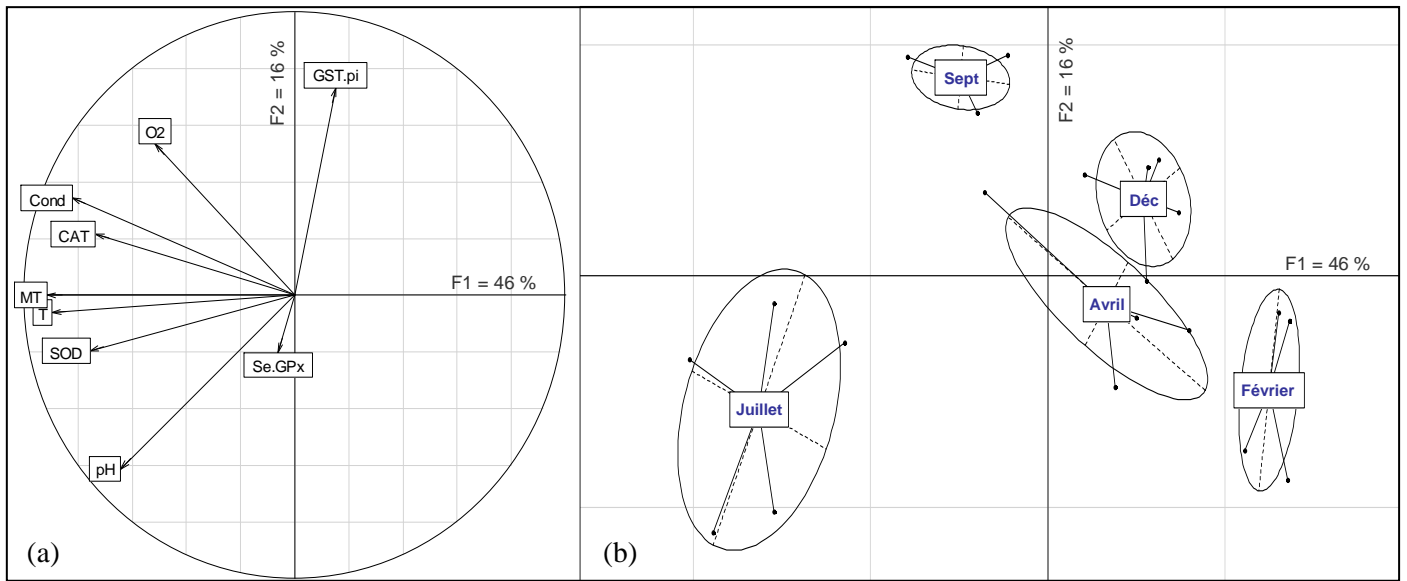 F2 = 16 %
GST.pi
O2
Cond
CAT
F1 = 46 %
MT
T
SOD
Se.GPx
pH
(a)
F2 = 16 %
Sept
Déc
F1 = 46 %
Avril
Février
Juillet
(b)